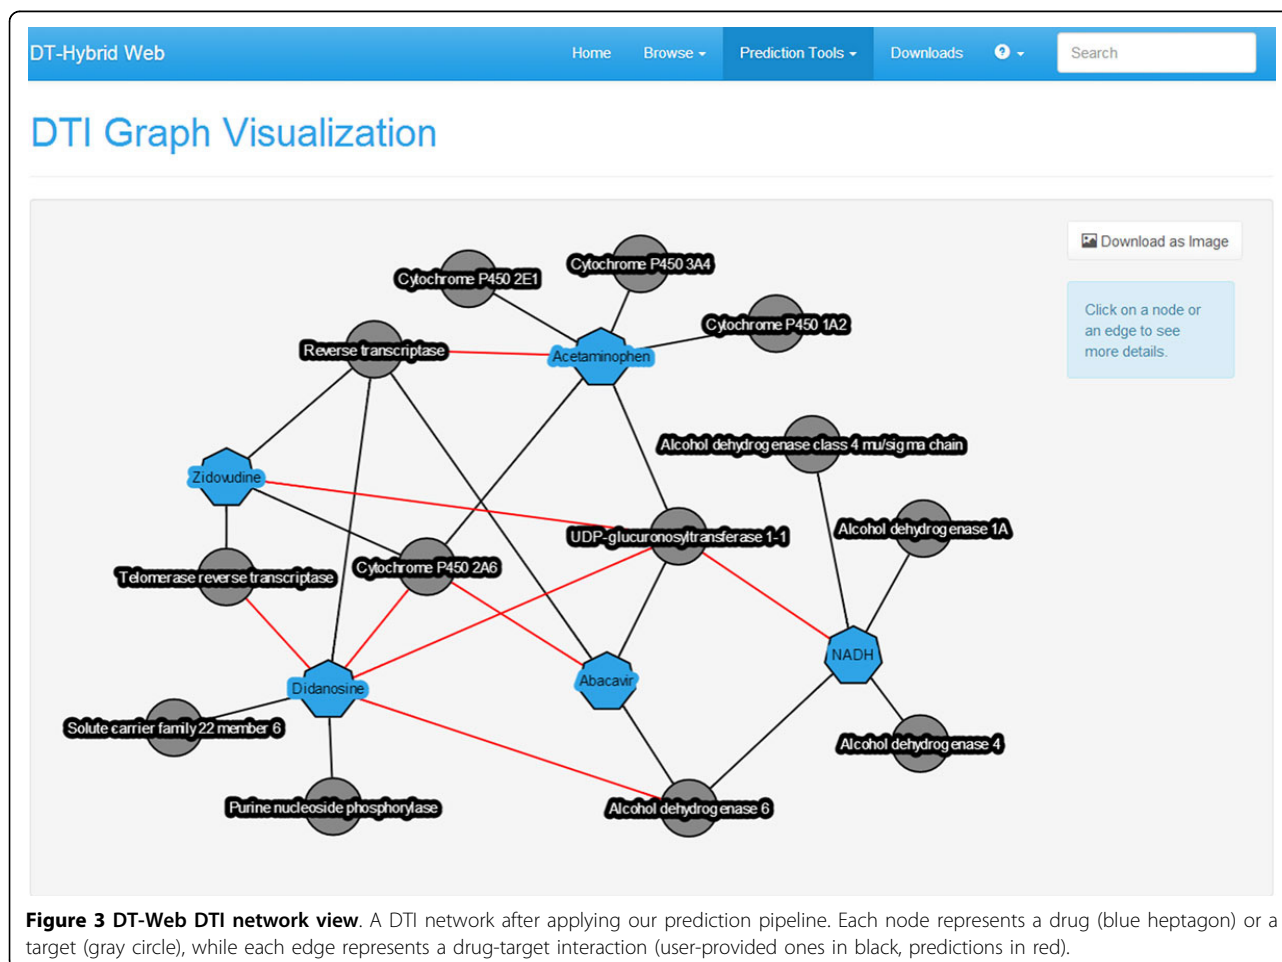 DT-Hybrid Web
Home Browse Prediction Tools Downloads ? Search
DTI Graph Visualization
Download as Image
Click on a node or
an edge to see
more details.
Cytochrome P450 3A4
Cytochrome P450 2E1
Cytochrome P450 1A2
Reverse transcriptase
Acetaminophen
Alcohol dehydrogenase class 4 mu/sigma chain
Zidovudine
Alcohol dehydrogenase 1A
UDP-glucuronosyltransferase 1-1
Cytochrome P450 2A6
Telomerase reverse transcriptase
NADH
Abacavir
Didanosine
Solute carrier family 22 member 6
Alcohol dehydrogenase 4
Purine nucleoside phosphorylase
Alcohol dehydrogenase 6
Figure 3 DT-Web DTI network view. A DTI network after applying our prediction pipeline. Each node represents a drug (blue heptagon) or a
target (gray circle), while each edge represents a drug-target interaction (user-provided ones in black, predictions in red).